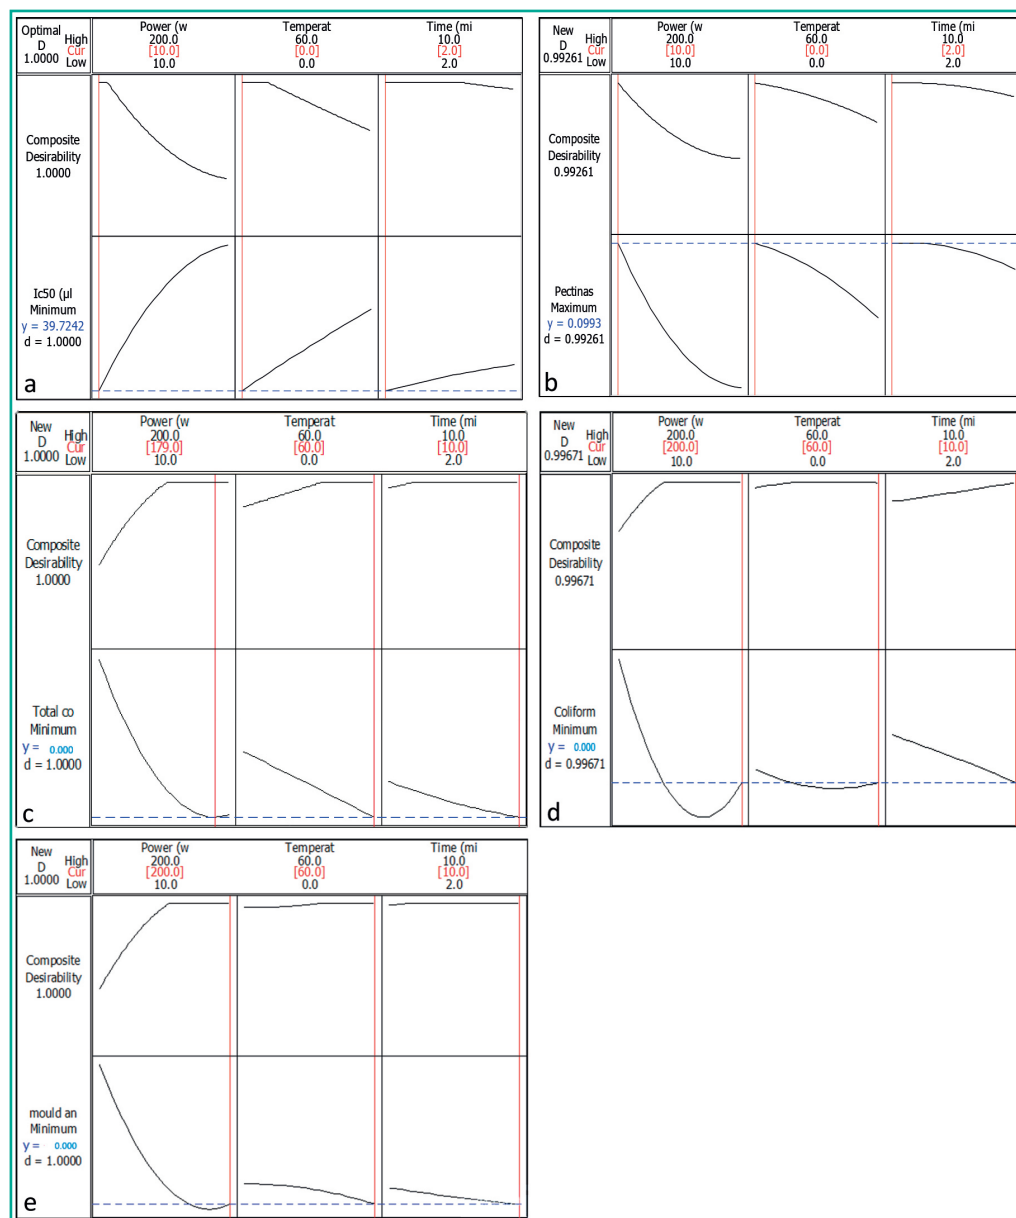 Optimal
D
1.0000
High
Cur
Low
Power (w
200.0
[10.0]
10.0
Temperat
60.0
[0.0]
0.0
Time (mi
10.0
[2.0]
2.0
Composite
Desirability
1.0000
Ic50 (µl
Minimum
y = 39.7242
d = 1.0000
a
New
D
0.99261
High
Cur
Low
Power (w
200.0
[10.0]
10.0
Temperat
60.0
[0.0]
0.0
Time (mi
10.0
[2.0]
2.0
Composite
Desirability
0.99261
Pectinas
Maximum
y = 0.0993
d = 0.99261
b
New
D
1.0000
High
Cur
Low
Power (w
200.0
[179.0]
10.0
Temperat
60.0
[60.0]
0.0
Time (mi
10.0
[10.0]
2.0
Composite
Desirability
1.0000
Total co
Minimum
y = 0.000
d = 1.0000
c
New
D
0.99671
High
Cur
Low
Power (w
200.0
[200.0]
10.0
Temperat
60.0
[60.0]
0.0
Time (mi
10.0
[10.0]
2.0
Composite
Desirability
0.99671
Coliform
Minimum
y = 0.000
d = 0.99671
d
New
D
1.0000
High
Cur
Low
Power (w
200.0
[200.0]
10.0
Temperat
60.0
[60.0]
0.0
Time (mi
10.0
[10.0]
2.0
Composite
Desirability
1.0000
mould an
Minimum
y = 0.000
d = 1.0000
e